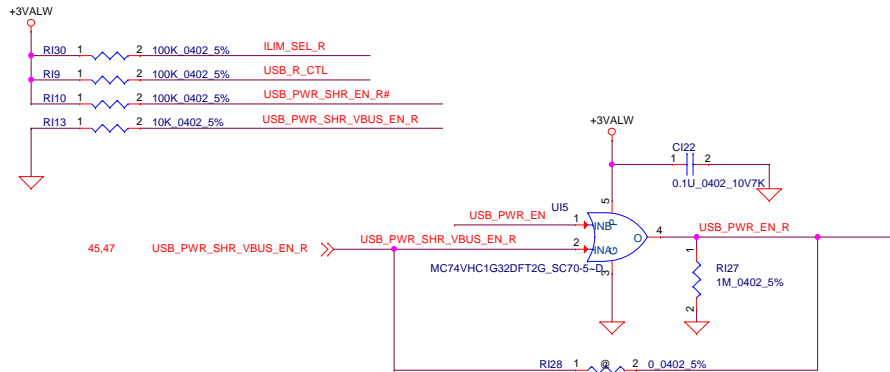 +3VALW
RI30 1 2 100K_0402_5% ILIM_SEL_R
RI9 1 2 100K_0402_5% USB_R_CTL
RI10 1 2 100K_0402_5% USB_PWR_SHR_EN_R#
RI13 1 2 10K_0402_5% USB_PWR_SHR_VBUS_EN_R
+3VALW
CI22
1 2
0.1U_0402_10V7K
UI5
5
USB_PWR_EN 1 INB P
O 4 USB_PWR_EN_R
45,47 USB_PWR_SHR_VBUS_EN_R USB_PWR_SHR_VBUS_EN_R 2 INA G
MC74VHC1G32DFT2G_SC70-5~D
3
1
RI27
1M_0402_5%
2
RI28 1 @ 2 0_0402_5%